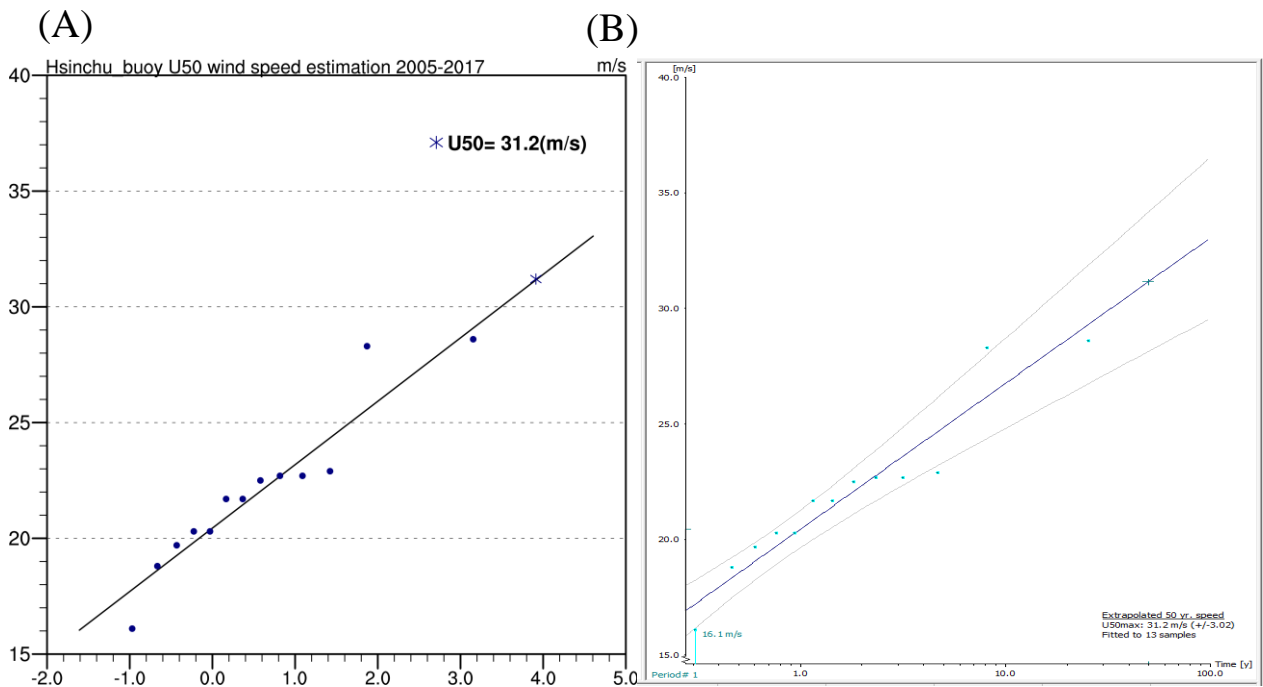 (A)
(B)
Hsinchu_buoy U50 wind speed estimation 2005-2017 m/s
U50= 31.2(m/s)
40
35
30
25
20
15
-2.0 -1.0 0.0 1.0 2.0 3.0 4.0 5.0
[m/s]
40.0
35.0
30.0
25.0
20.0
15.0
16.1 m/s
Extrapolated 50 yr. speed
U50max: 31.2 m/s (+/-3.02)
Fitted to 13 samples
Period# 1 1.0 10.0 100.0
Time [y]